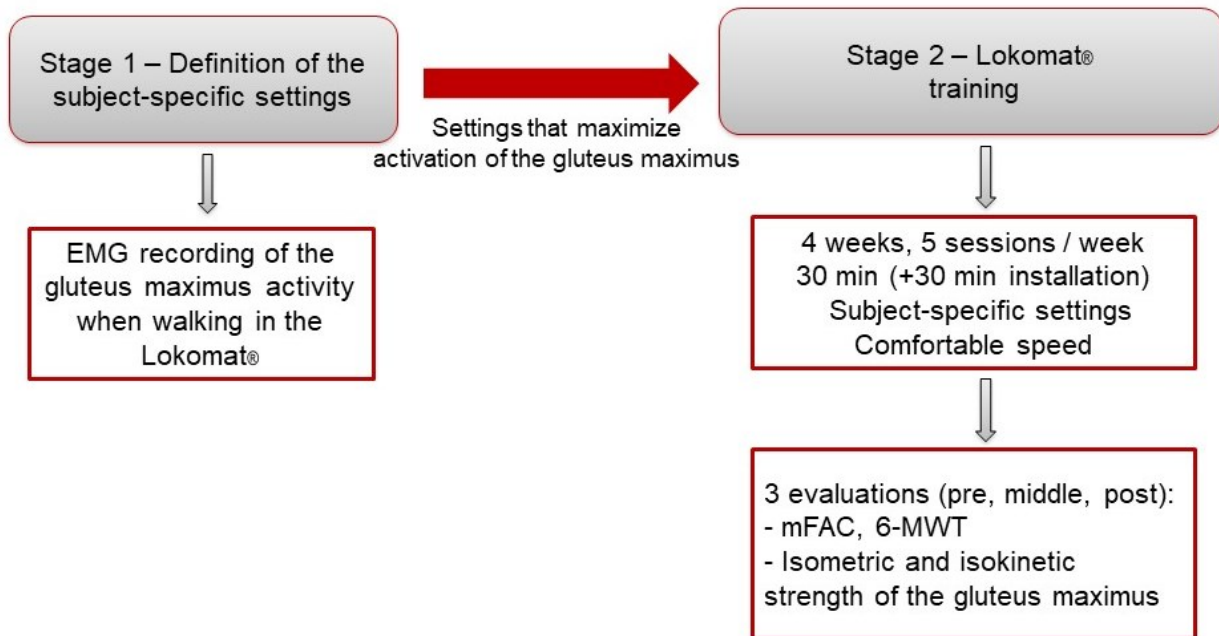 Stage 1 – Definition of the
subject-specific settings
Settings that maximize
activation of the gluteus maximus
Stage 2 – Lokomat®
training
EMG recording of the
gluteus maximus activity
when walking in the
Lokomat®
4 weeks, 5 sessions / week
30 min (+30 min installation)
Subject-specific settings
Comfortable speed
3 evaluations (pre, middle, post):
- mFAC, 6-MWT
- Isometric and isokinetic
strength of the gluteus maximus